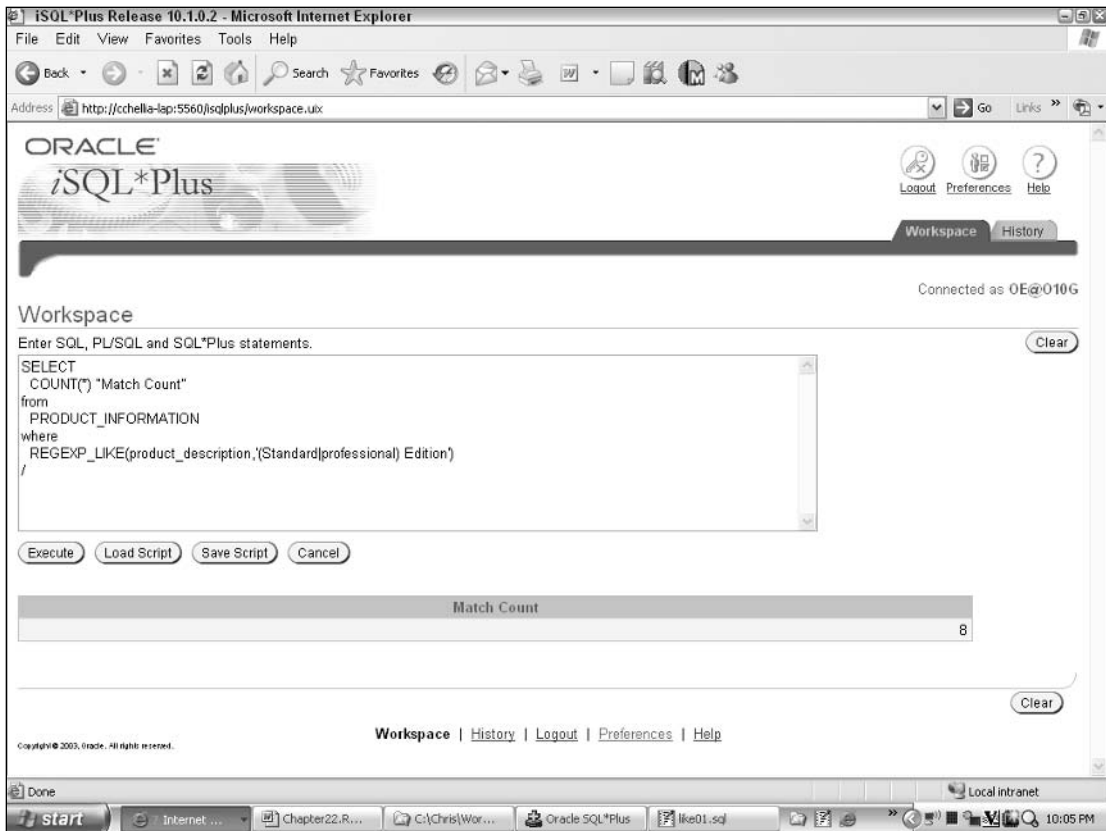 iSQL*Plus Release 10.1.0.2 - Microsoft Internet Explorer
File Edit View Favorites Tools Help
Back Search Favorites
Address http://cchella-lap:5560/isqlplus/workspace.uix Go Links »
ORACLE
iSQL*Plus
Logout Preferences Help
Workspace History
Connected as OE@O10G
Workspace
Enter SQL, PL/SQL and SQL*Plus statements. Clear
SELECT
COUNT(*) "Match Count"
from
PRODUCT_INFORMATION
where
REGEXP_LIKE(product_description,'(Standard|professional) Edition')
/
Execute Load Script Save Script Cancel
Match Count
8
Clear
Workspace | History | Logout | Preferences | Help
Copyright © 2003, Oracle. All rights reserved.
Done Local intranet
start 7 Internet ... Chapter22.R... C:\Chris\Wor... Oracle SQL*Plus like01.sql » 10:05 PM